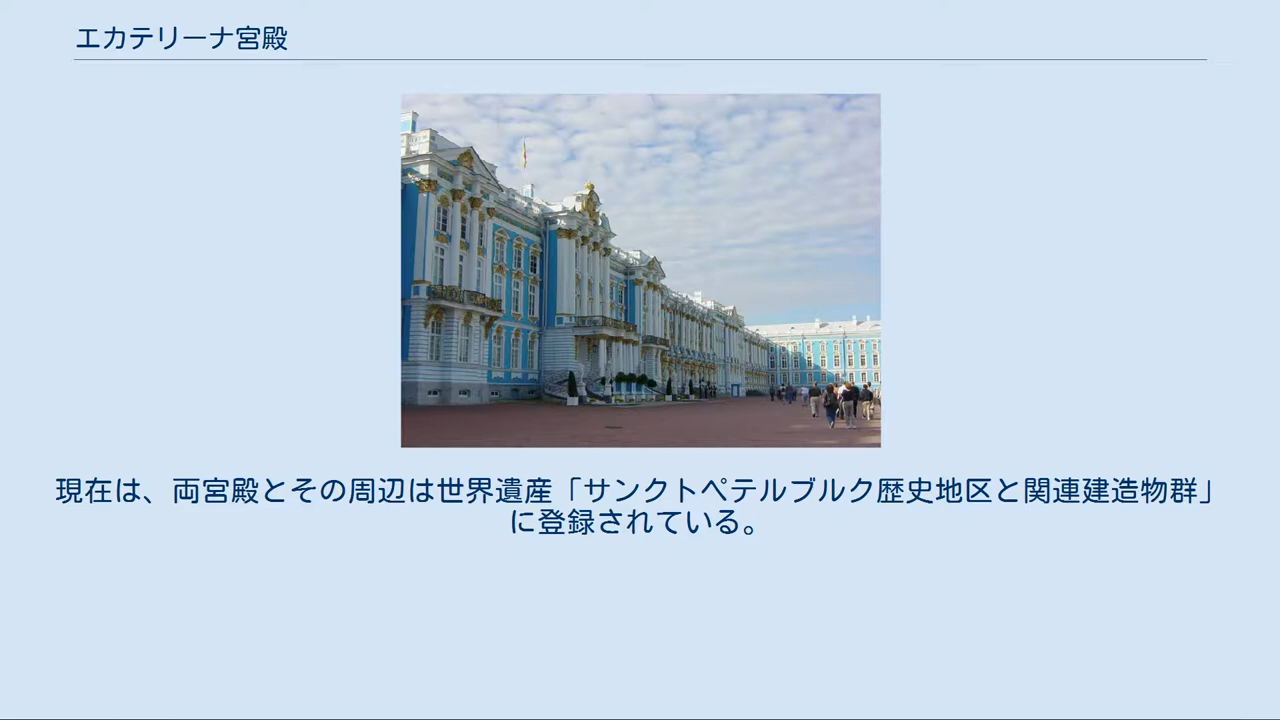 エカテリーナ宮殿
現在は、両宮殿とその周辺は世界遺産「サンクトペテルブルク歴史地区と関連建造物群」
に登録されている。